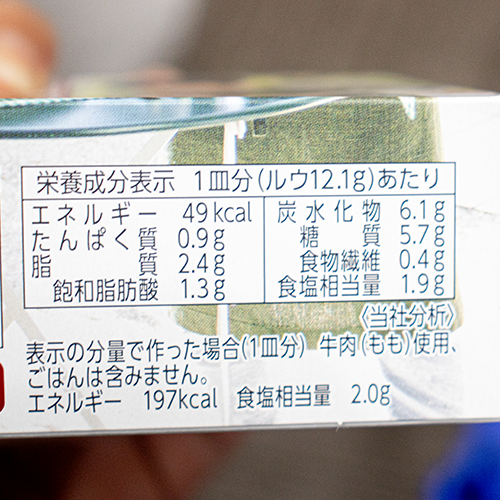 栄養成分表示 1皿分(ルウ12.1g)あたり
エネルギー 49kcal
たんぱく質 0.9g
脂質 2.4g
飽和脂肪酸 1.3g
炭水化物 6.1g
糖質 5.7g
食物繊維 0.4g
食塩相当量 1.9g
〈当社分析〉
表示の分量で作った場合(1皿分) 牛肉(もも)使用、
ごはんは含みません。
エネルギー 197kcal 食塩相当量 2.0g